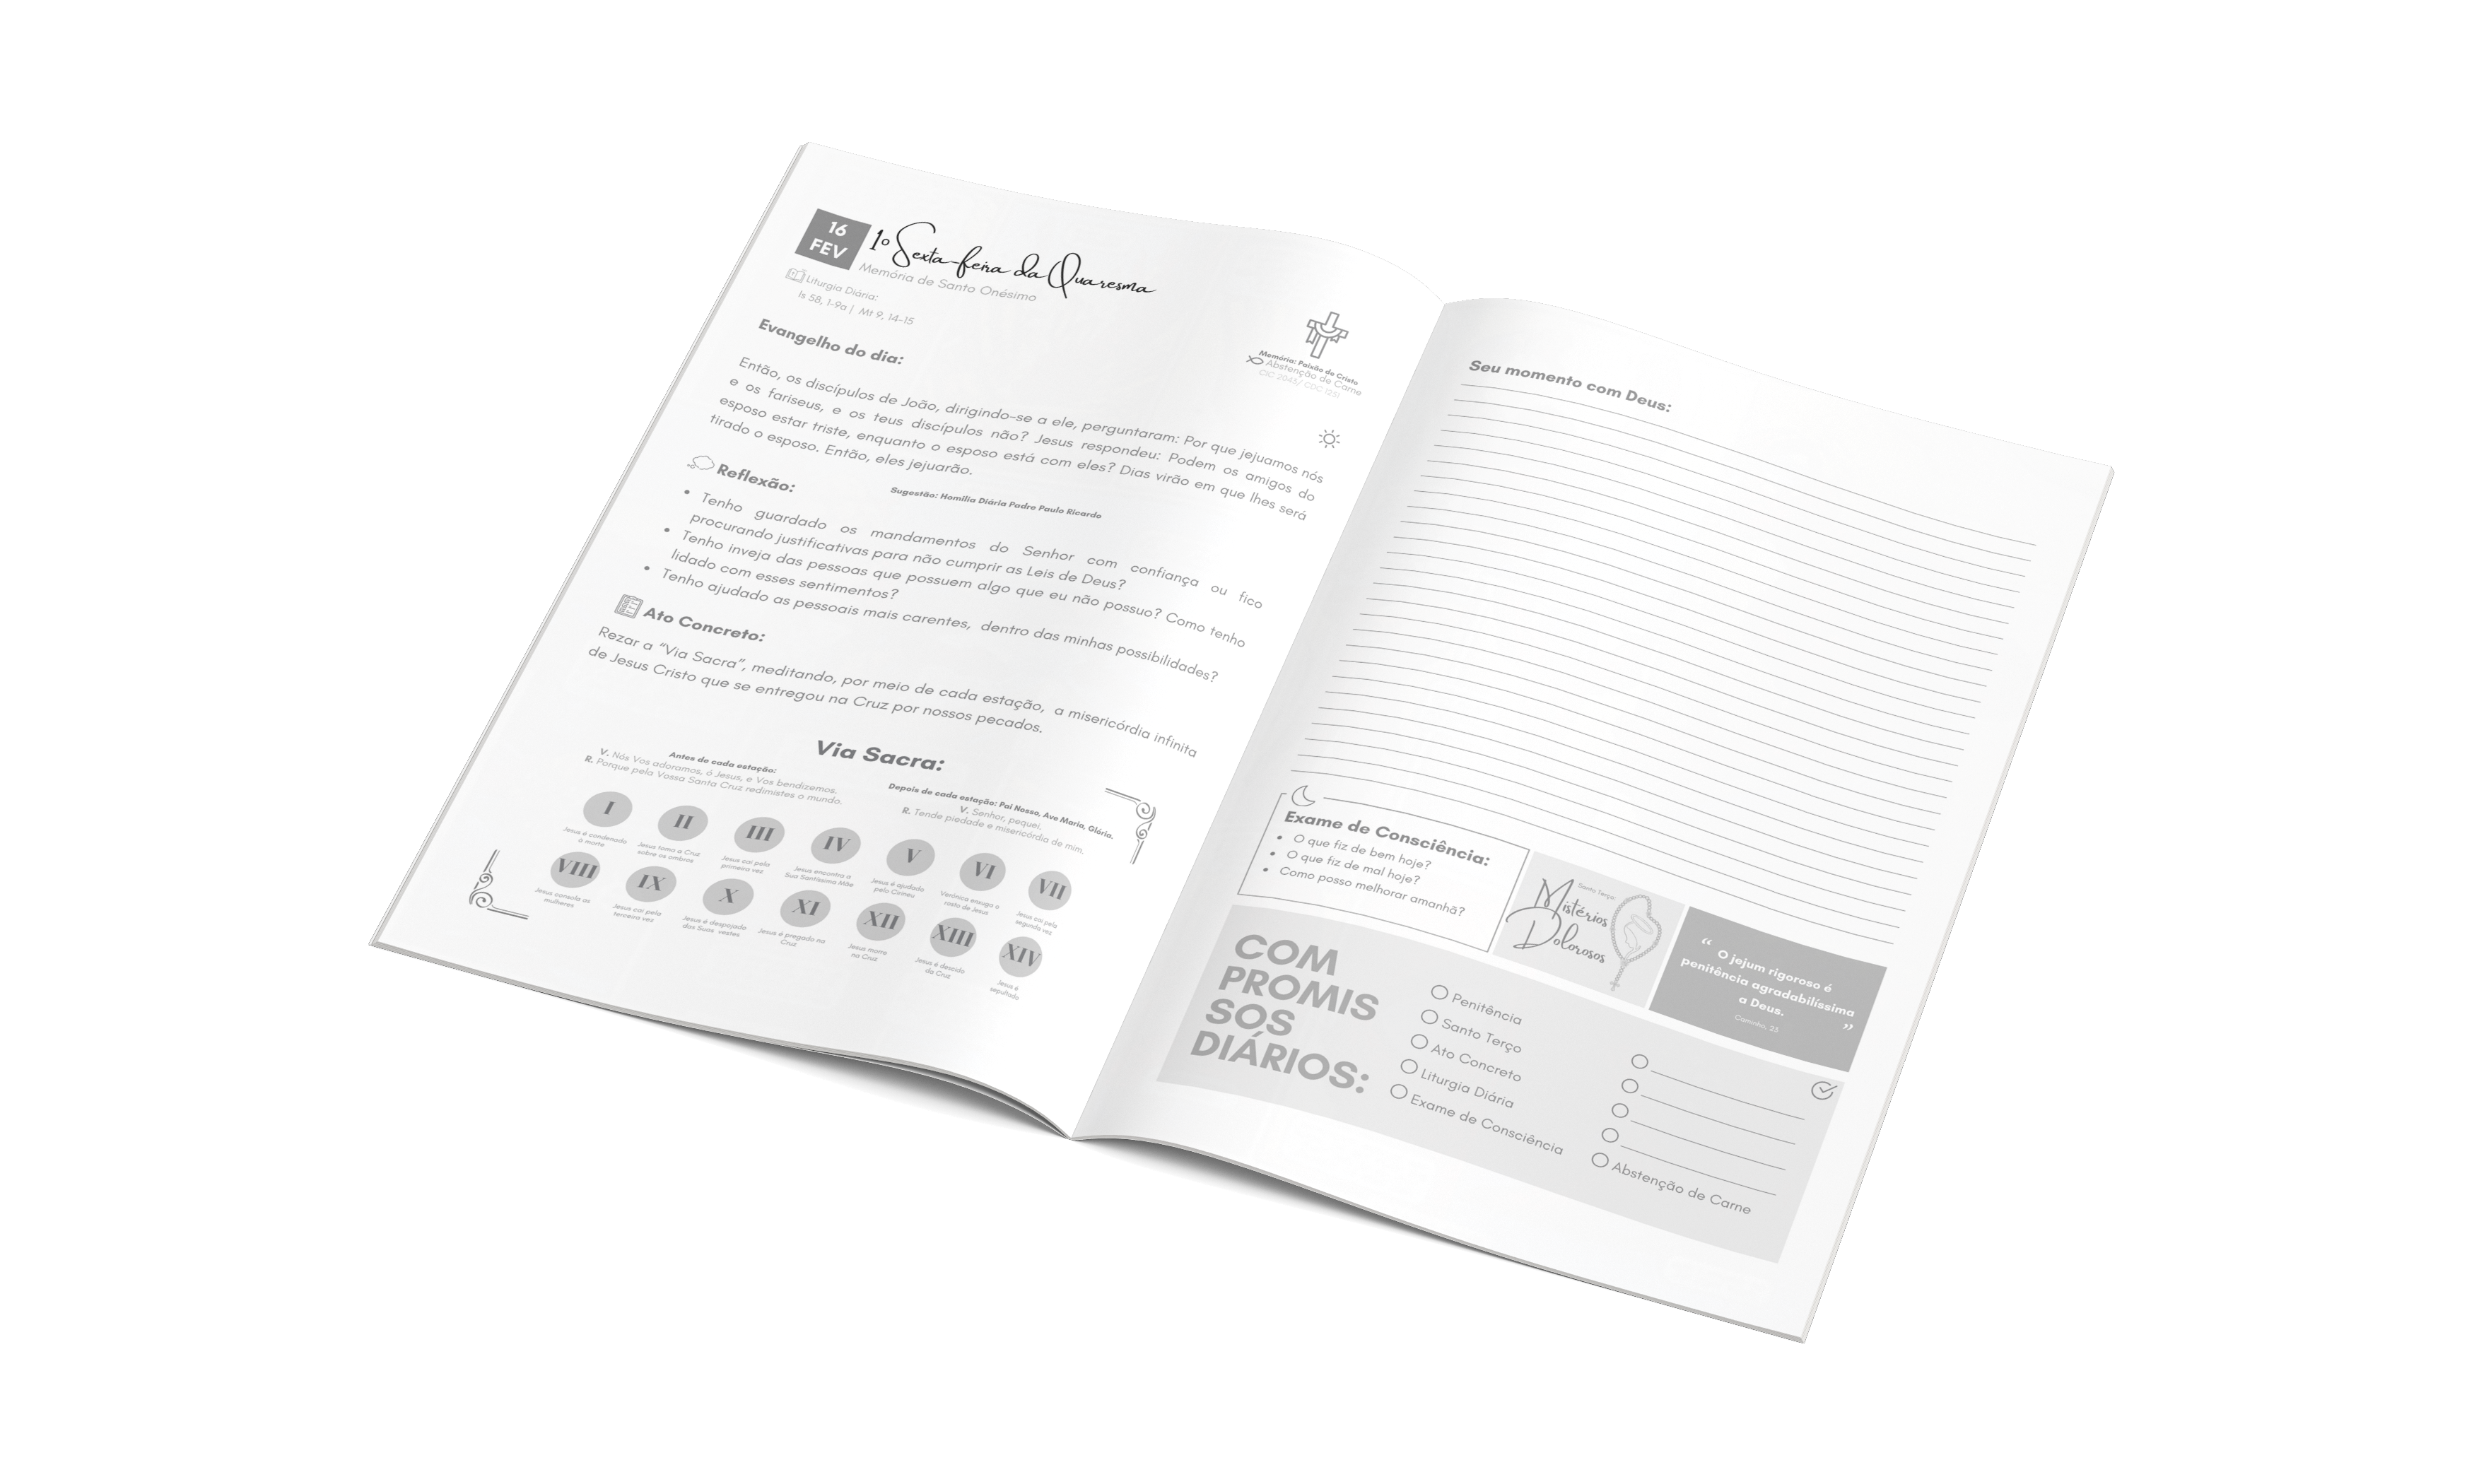 16
FEV
1º Sexta-feira da Quaresma
Memória de Santo Onésimo
Liturgia Diária:
Is 58, 1-9a | Mt 9, 14-15
Memória: Paixão de Cristo
Abstenção de Carne
CIC 2043/ CDC 1251
Evangelho do dia:
Então, os discípulos de João, dirigindo-se a ele, perguntaram: Por que jejuamos nós
e os fariseus, e os teus discípulos não? Jesus respondeu: Podem os amigos do
esposo estar triste, enquanto o esposo está com eles? Dias virão em que lhes será
tirado o esposo. Então, eles jejuarão.
Sugestão: Homilia Diária Padre Paulo Ricardo
Reflexão:
• Tenho guardado os mandamentos do Senhor com confiança ou fico
procurando justificativas para não cumprir as Leis de Deus?
• Tenho inveja das pessoas que possuem algo que eu não possuo? Como tenho
lidado com esses sentimentos?
• Tenho ajudado as pessoais mais carentes, dentro das minhas possibilidades?
Ato Concreto:
Rezar a “Via Sacra”, meditando, por meio de cada estação, a misericórdia infinita
de Jesus Cristo que se entregou na Cruz por nossos pecados.
Via Sacra:
Antes de cada estação:
V. Nós Vos adoramos, ó Jesus, e Vos bendizemos.
R. Porque pela Vossa Santa Cruz redimistes o mundo.
Depois de cada estação: Pai Nosso, Ave Maria, Glória.
V. Senhor, pequei.
R. Tende piedade e misericórdia de mim.
I
Jesus é condenado
à morte
II
Jesus toma a Cruz
sobre os ombros
III
Jesus cai pela
primeira vez
IV
Jesus encontra a
Sua Santíssima Mãe
V
Jesus é ajudado
pelo Cirineu
VI
Verônica enxuga o
rosto de Jesus
VII
Jesus cai pela
segunda vez
VIII
Jesus consola as
mulheres
IX
Jesus cai pela
terceira vez
X
Jesus é despojado
das Suas vestes
XI
Jesus é pregado na
Cruz
XII
Jesus morre
na Cruz
XIII
Jesus é descido
da Cruz
XIV
Jesus é
sepultado
Seu momento com Deus:
Exame de Consciência:
• O que fiz de bem hoje?
• O que fiz de mal hoje?
• Como posso melhorar amanhã?
Santo Terço:
Mistérios
Dolorosos
“ O jejum rigoroso é
penitência agradabilíssima
a Deus. ”
Caminho, 23
COM
PROMIS
SOS
DIÁRIOS:
Penitência
Santo Terço
Ato Concreto
Liturgia Diária
Exame de Consciência
Abstenção de Carne